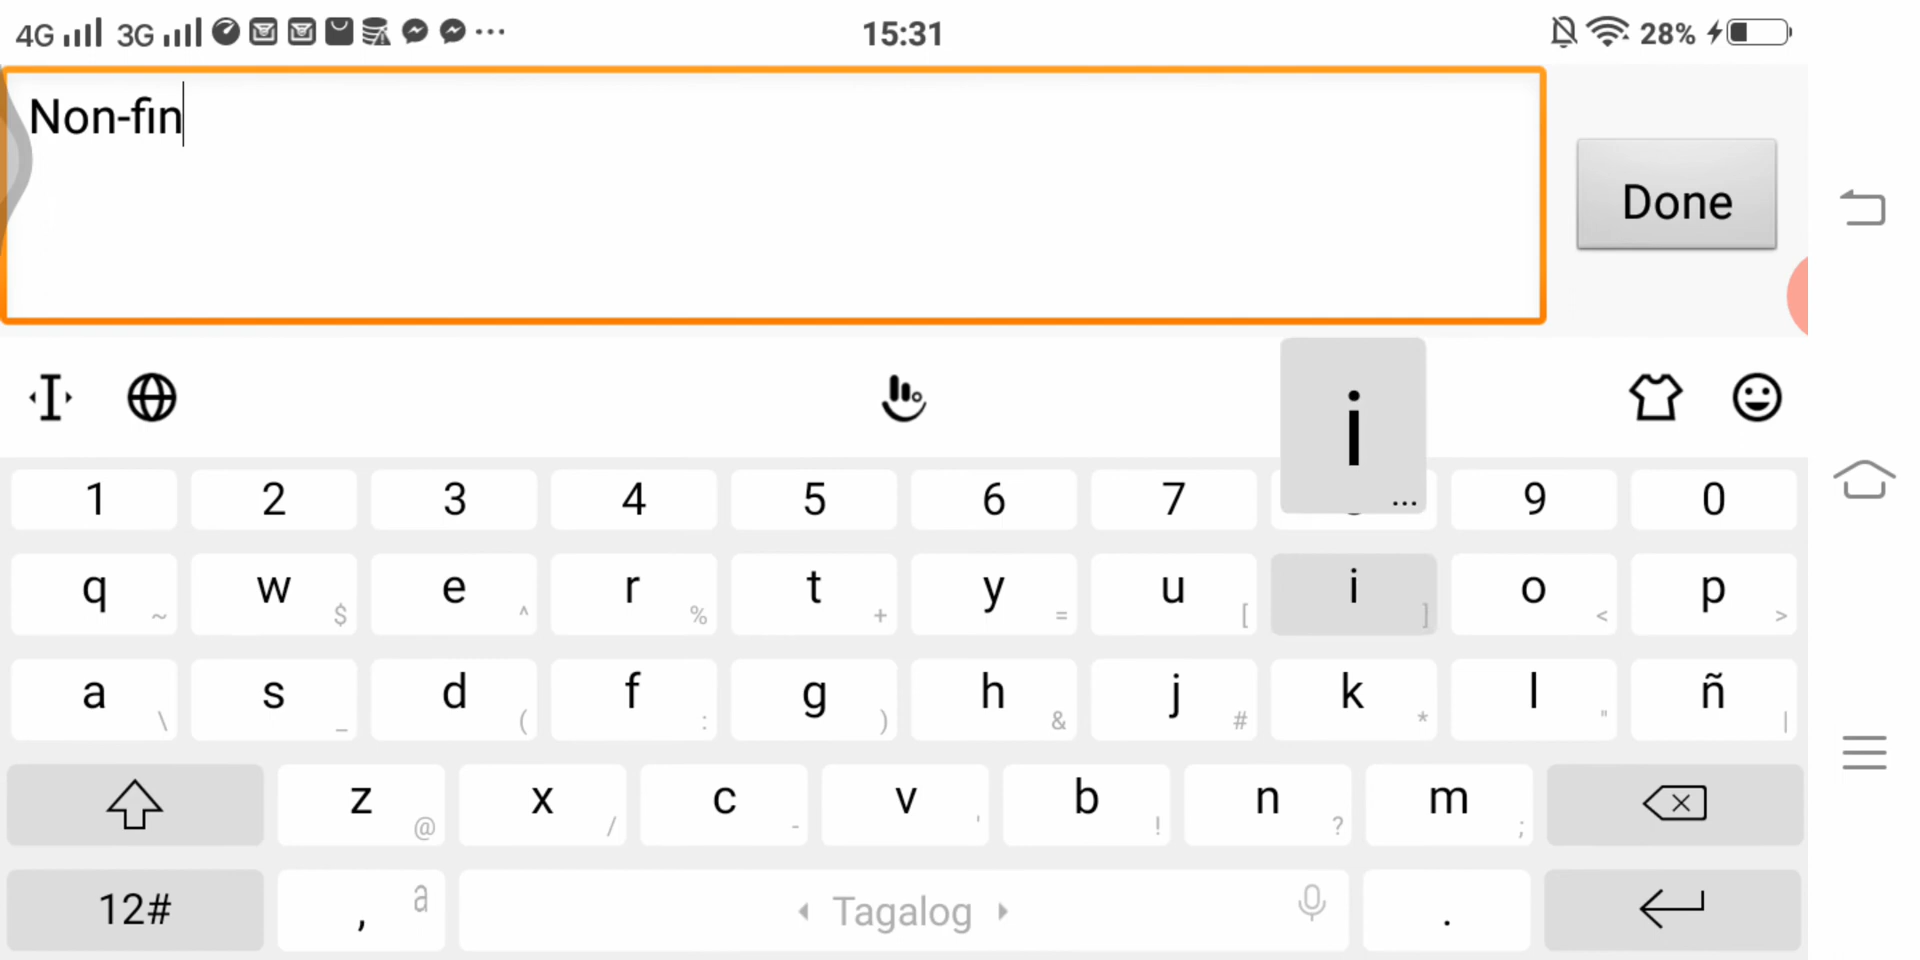 4G 3G ... 15:31 28%
Non-fin
Done
i
...
1 2 3 4 5 6 7 9 0
q ~ w $ e ^ r % t + y = u [ i ] o < p >
a \ s _ d ( f : g ) h & j # k * l " ñ |
z @ x / c - v ' b ! n ? m ;
12# , a Tagalog .